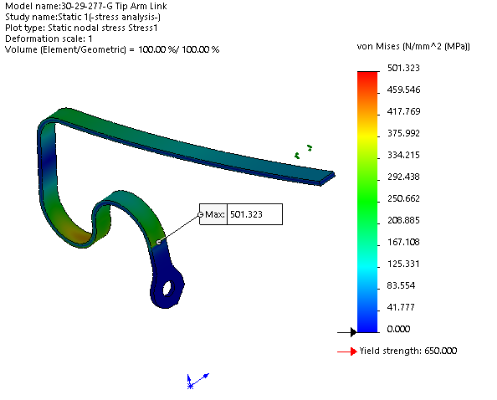 Model name:30-29-277-G Tip Arm Link
Study name:Static 1(-stress analysis-)
Plot type: Static nodal stress Stress1
Deformation scale: 1
Volume (Element/Geometric) = 100.00 %/ 100.00 %
von Mises (N/mm^2 (MPa))
501.323
459.546
417.769
375.992
334.215
292.438
250.662
208.885
167.108
125.331
83.554
41.777
0.000
Yield strength: 650.000
Max: 501.323